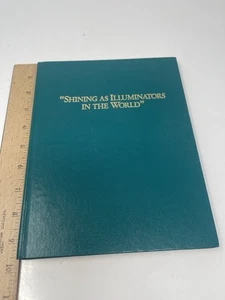 "SHINING AS ILLUMINATORS
IN THE WORLD"